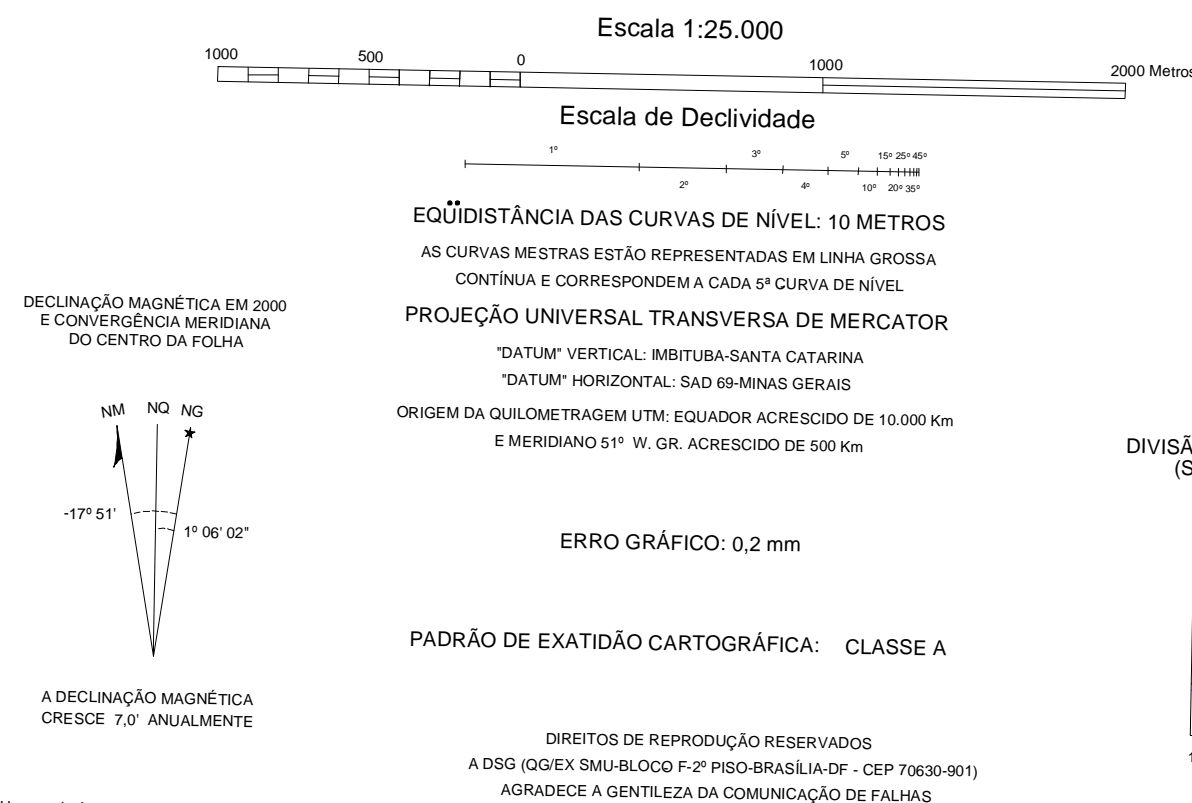 Escala 1:25.000
1000 500 0 1000 2000 Metros
Escala de Declividade
1º 3º 5º 15º 25º 45º
2º 4º 10º 20º 35º
EQÜIDISTÂNCIA DAS CURVAS DE NÍVEL: 10 METROS
AS CURVAS MESTRAS ESTÃO REPRESENTADAS EM LINHA GROSSA
CONTÍNUA E CORRESPONDEM A CADA 5ª CURVA DE NÍVEL
DECLINAÇÃO MAGNÉTICA EM 2000
E CONVERGÊNCIA MERIDIANA
DO CENTRO DA FOLHA
PROJEÇÃO UNIVERSAL TRANSVERSA DE MERCATOR
"DATUM" VERTICAL: IMBITUBA-SANTA CATARINA
"DATUM" HORIZONTAL: SAD 69-MINAS GERAIS
ORIGEM DA QUILOMETRAGEM UTM: EQUADOR ACRESCIDO DE 10.000 Km
E MERIDIANO 51º W. GR. ACRESCIDO DE 500 Km
NM NQ NG
-17º 51'
1º 06' 02"
DIVISÃ
(S
ERRO GRÁFICO: 0,2 mm
PADRÃO DE EXATIDÃO CARTOGRÁFICA: CLASSE A
A DECLINAÇÃO MAGNÉTICA
CRESCE 7,0' ANUALMENTE
DIREITOS DE REPRODUÇÃO RESERVADOS
A DSG (QG/EX SMU-BLOCO F-2º PISO-BRASÍLIA-DF - CEP 70630-901)
AGRADECE A GENTILEZA DA COMUNICAÇÃO DE FALHAS